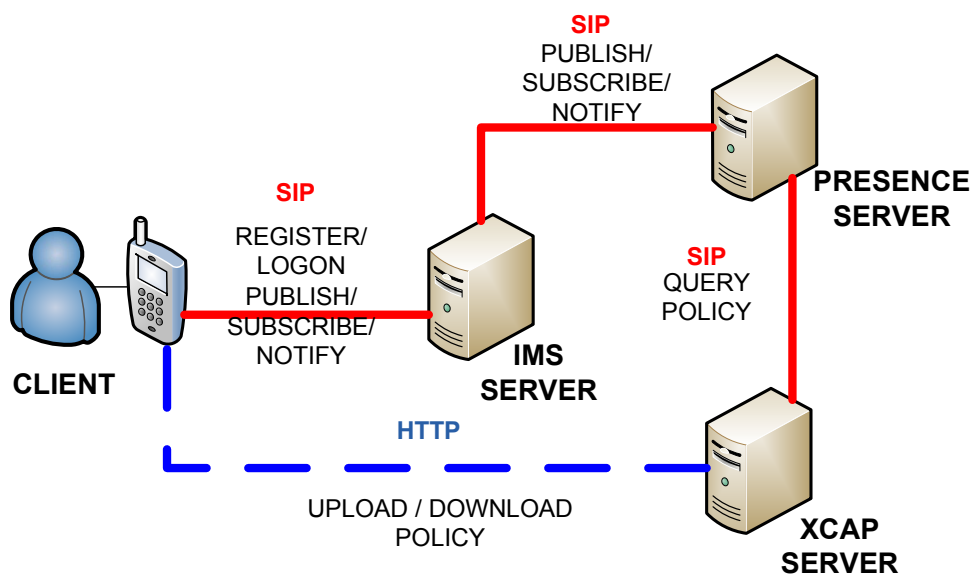 SIP
PUBLISH/
SUBSCRIBE/
NOTIFY
PRESENCE
SERVER
SIP
REGISTER/
LOGON
PUBLISH/
SUBSCRIBE/
NOTIFY
SIP
QUERY
POLICY
IMS
SERVER
CLIENT
HTTP
UPLOAD / DOWNLOAD
POLICY
XCAP
SERVER